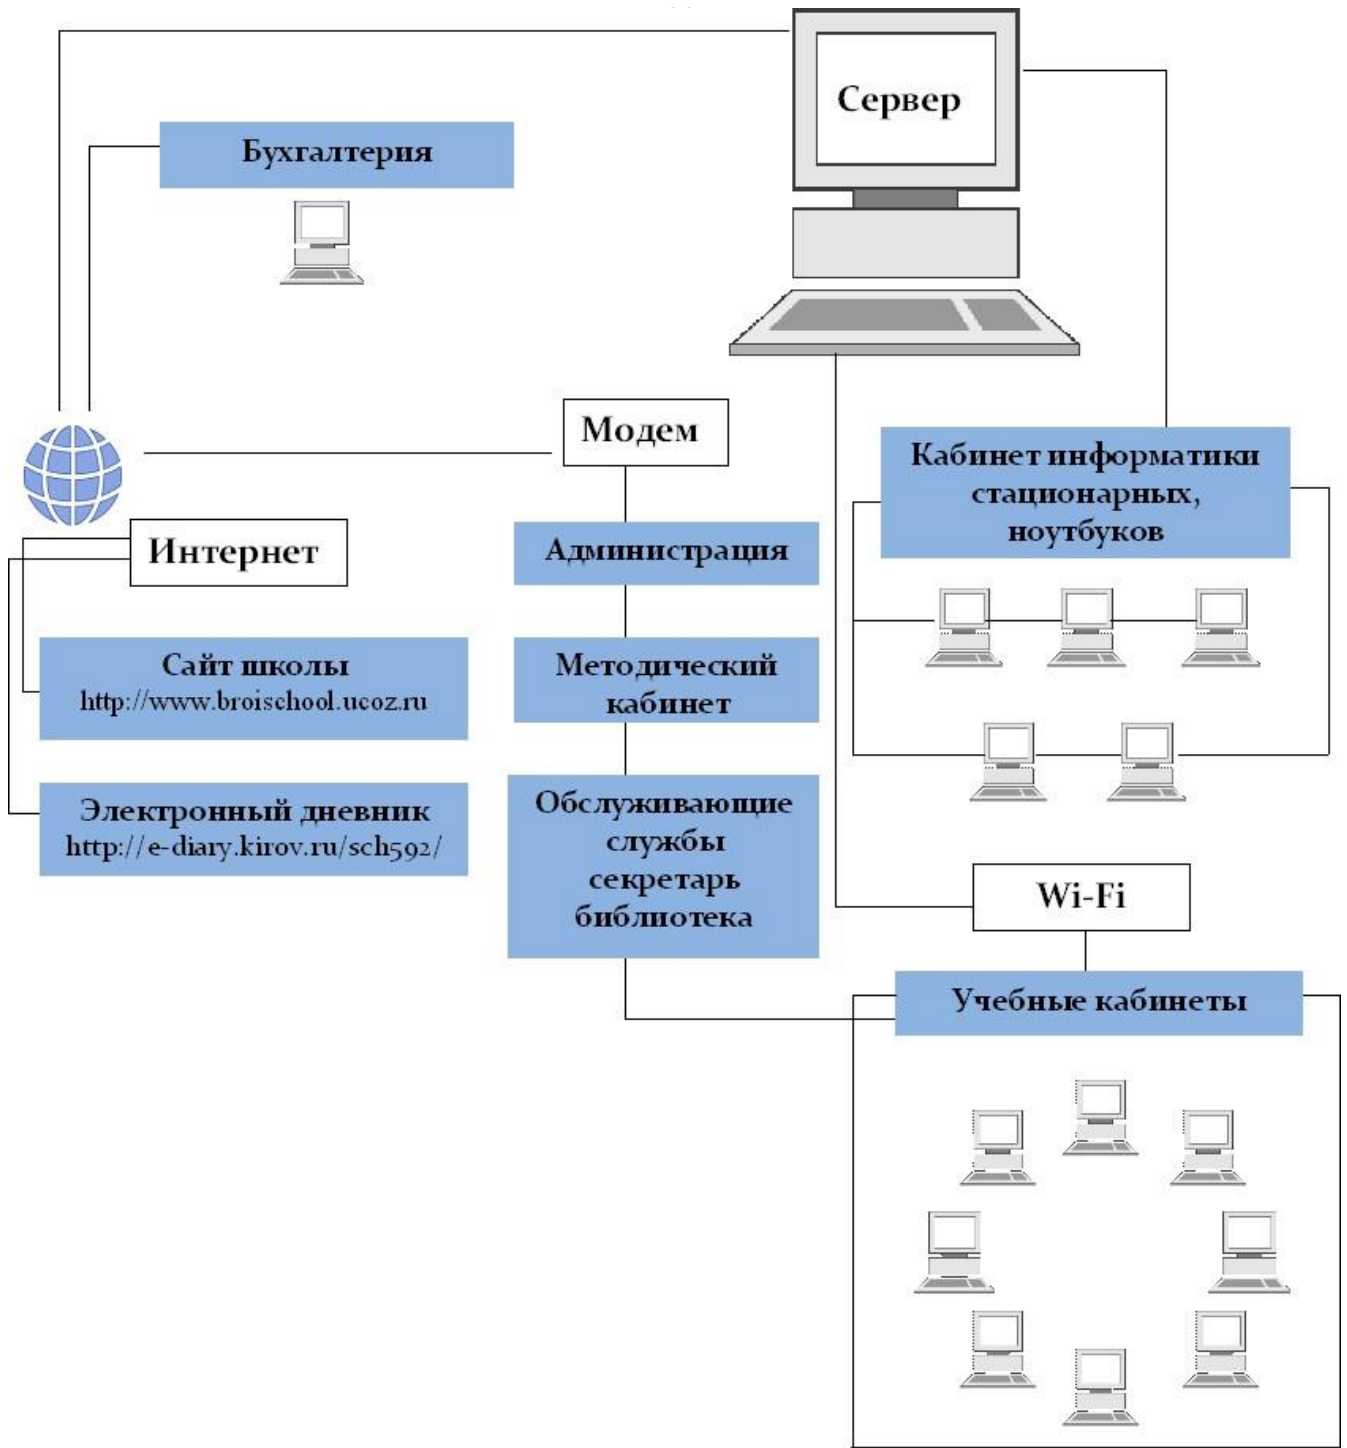 Сервер
Бухгалтерия
Модем
Кабинет информатики
стационарных,
ноутбуков
Интернет
Администрация
Сайт школы
http://www.broischool.ucoz.ru
Методический
кабинет
Электронный дневник
http://e-diary.kirov.ru/sch592/
Обслуживающие
службы
секретарь
библиотека
Wi-Fi
Учебные кабинеты